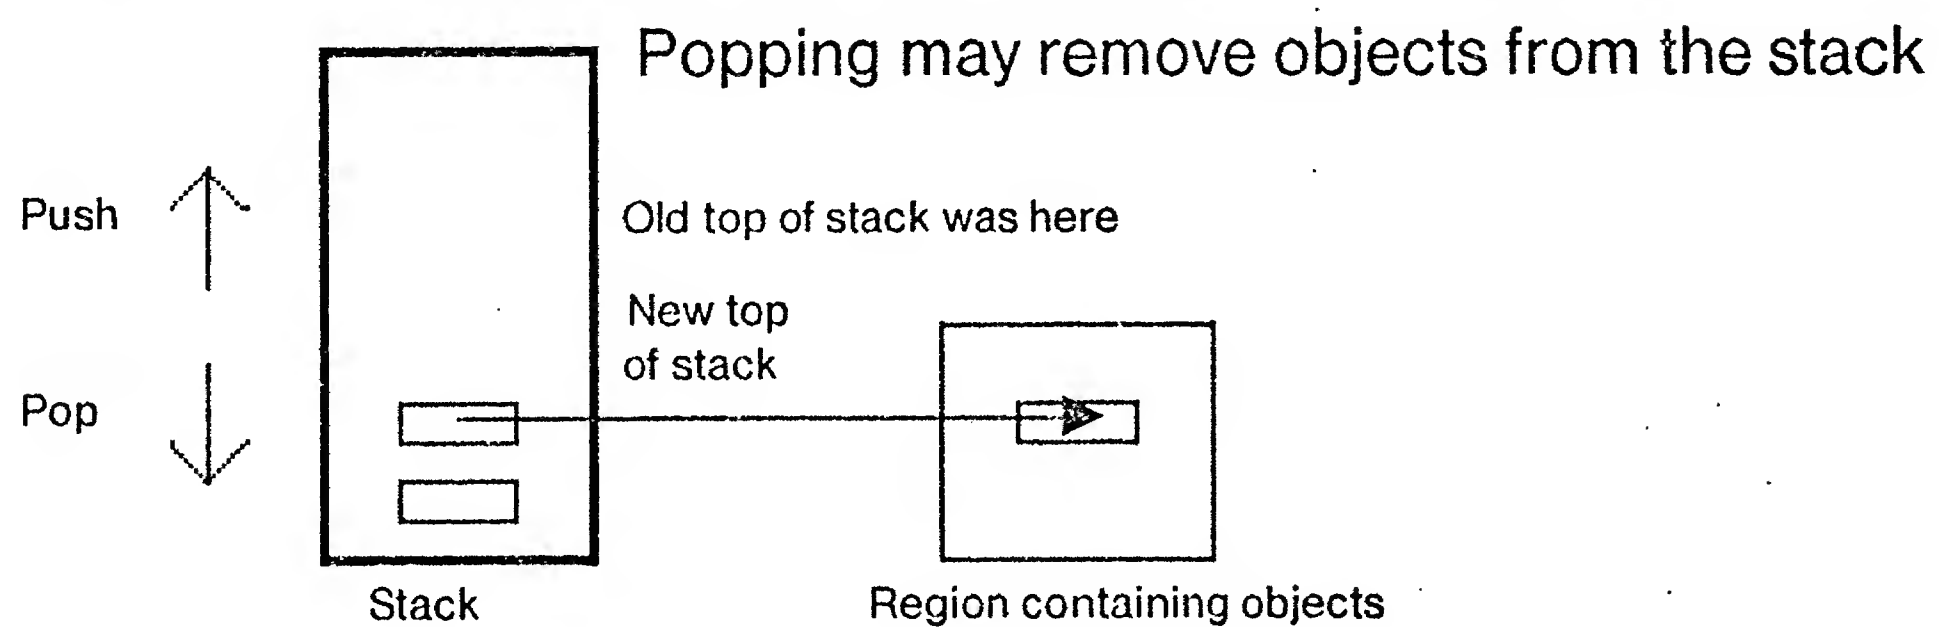 Popping may remove objects from the stack
Push
Old top of stack was here
New top
of stack
Pop
Stack
Region containing objects